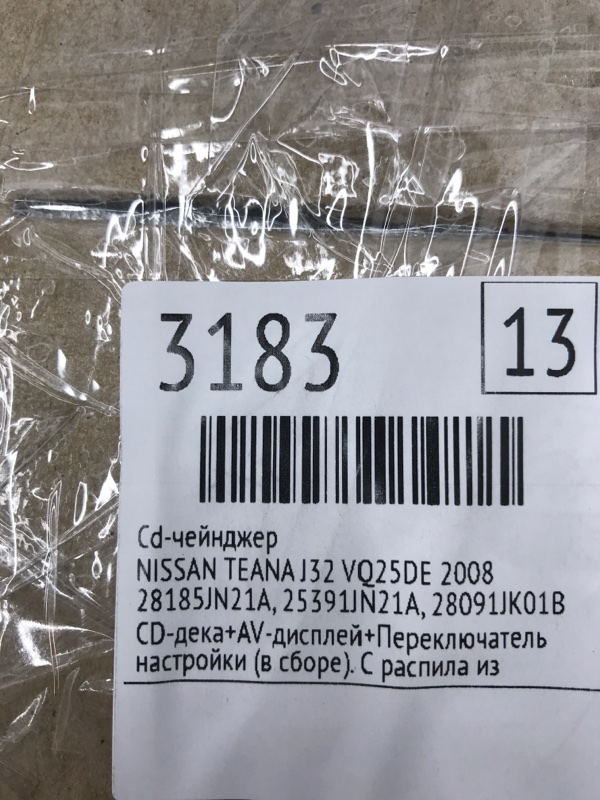 3183
13
Cd-чейнджер
NISSAN TEANA J32 VQ25DE 2008
28185JN21A, 25391JN21A, 28091JK01B
CD-дека+AV-дисплей+Переключатель
настройки (в сборе). С распила из